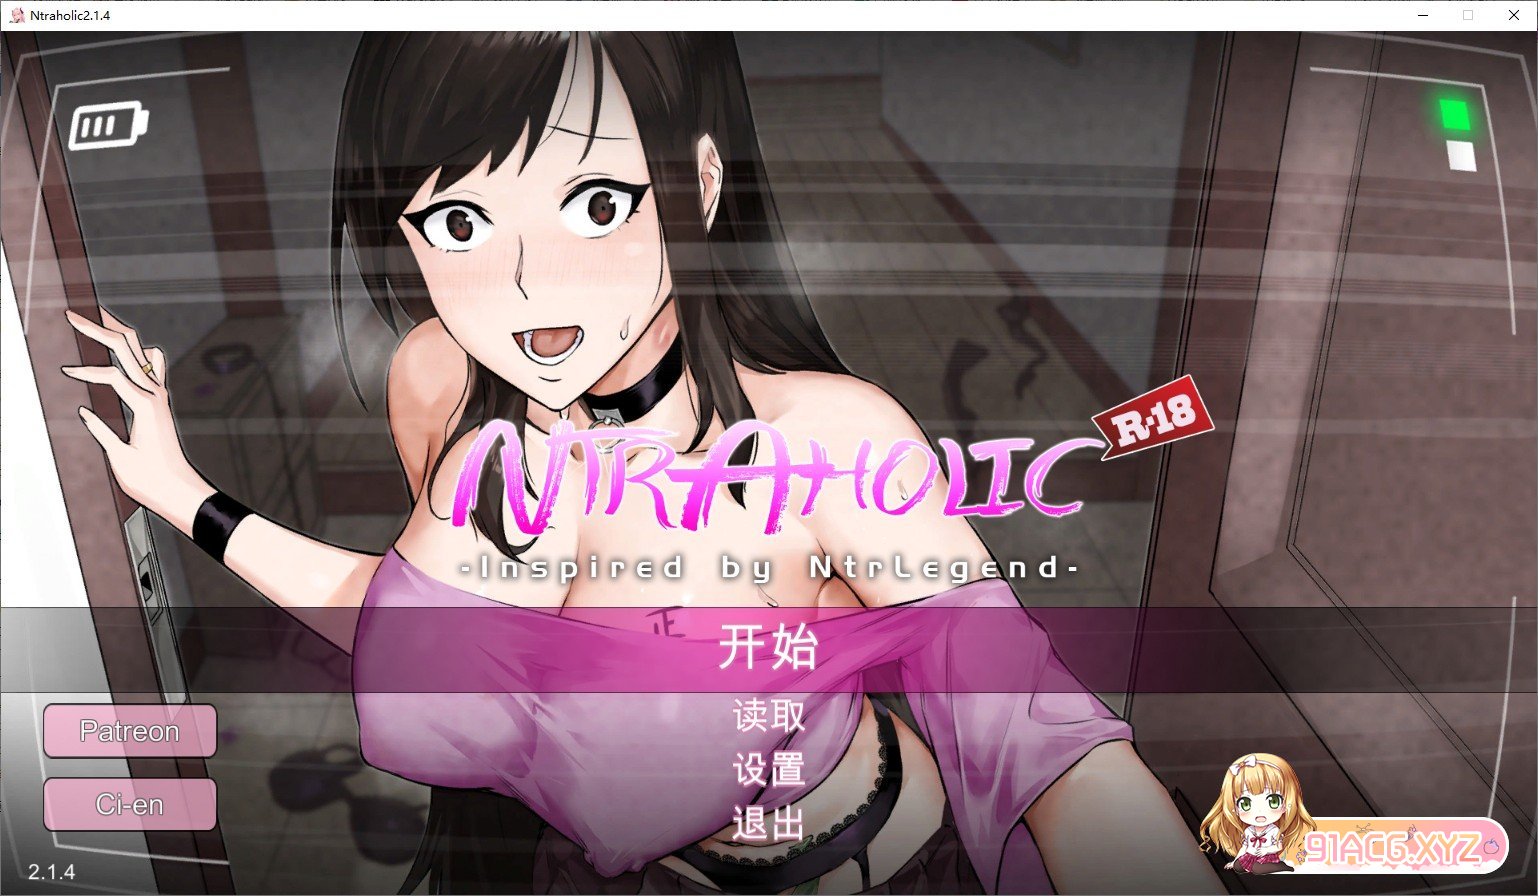 Ntraholic2.1.4
R-18
NTRAHOLIC
-Inspired by NtrLegend-
正
开始
读取
设置
退出
Patreon
Ci-en
2.1.4
91ACG.XYZ